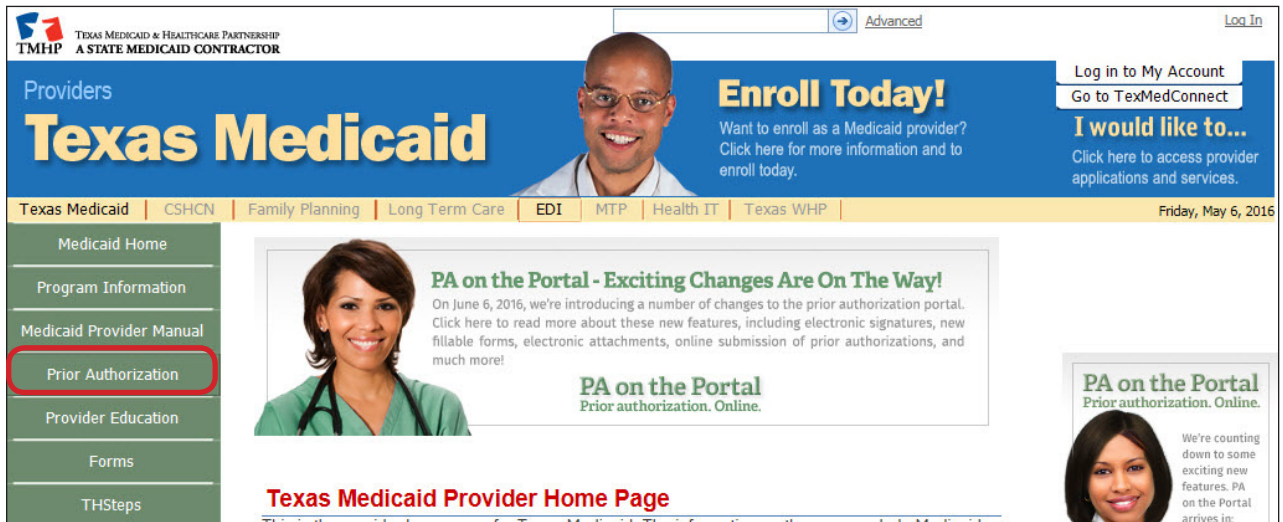 TMHP
TEXAS MEDICAID & HEALTHCARE PARTNERSHIP
A STATE MEDICAID CONTRACTOR
Advanced
Log In
Providers
Texas Medicaid
Enroll Today!
Want to enroll as a Medicaid provider?
Click here for more information and to
enroll today.
Log in to My Account
Go to TexMedConnect
I would like to...
Click here to access provider
applications and services.
Texas Medicaid | CSHCN | Family Planning | Long Term Care | EDI | MTP | Health IT | Texas WHP |
Friday, May 6, 2016
Medicaid Home
Program Information
Medicaid Provider Manual
Prior Authorization
Provider Education
Forms
THSteps
PA on the Portal - Exciting Changes Are On The Way!
On June 6, 2016, we're introducing a number of changes to the prior authorization portal.
Click here to read more about these new features, including electronic signatures, new
fillable forms, electronic attachments, online submission of prior authorizations, and
much more!
PA on the Portal
Prior authorization. Online.
Texas Medicaid Provider Home Page
PA on the Portal
Prior authorization. Online.
We're counting
down to some
exciting new
features. PA
on the Portal
arrives in: